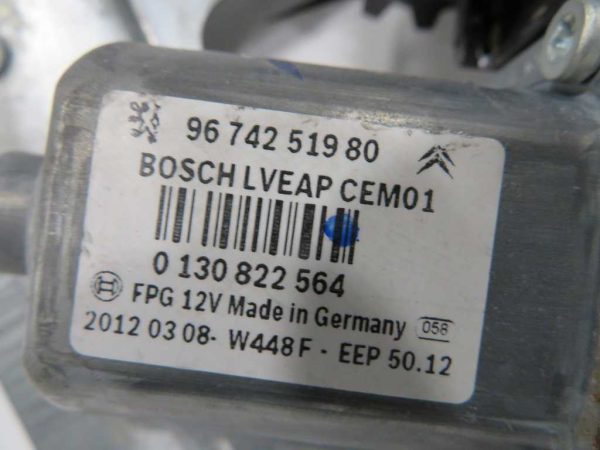 96 742 519 80
BOSCH LVEAP CEM01
0 130 822 564
FPG 12V Made in Germany 056
2012 03 08- W448F - EEP 50.12